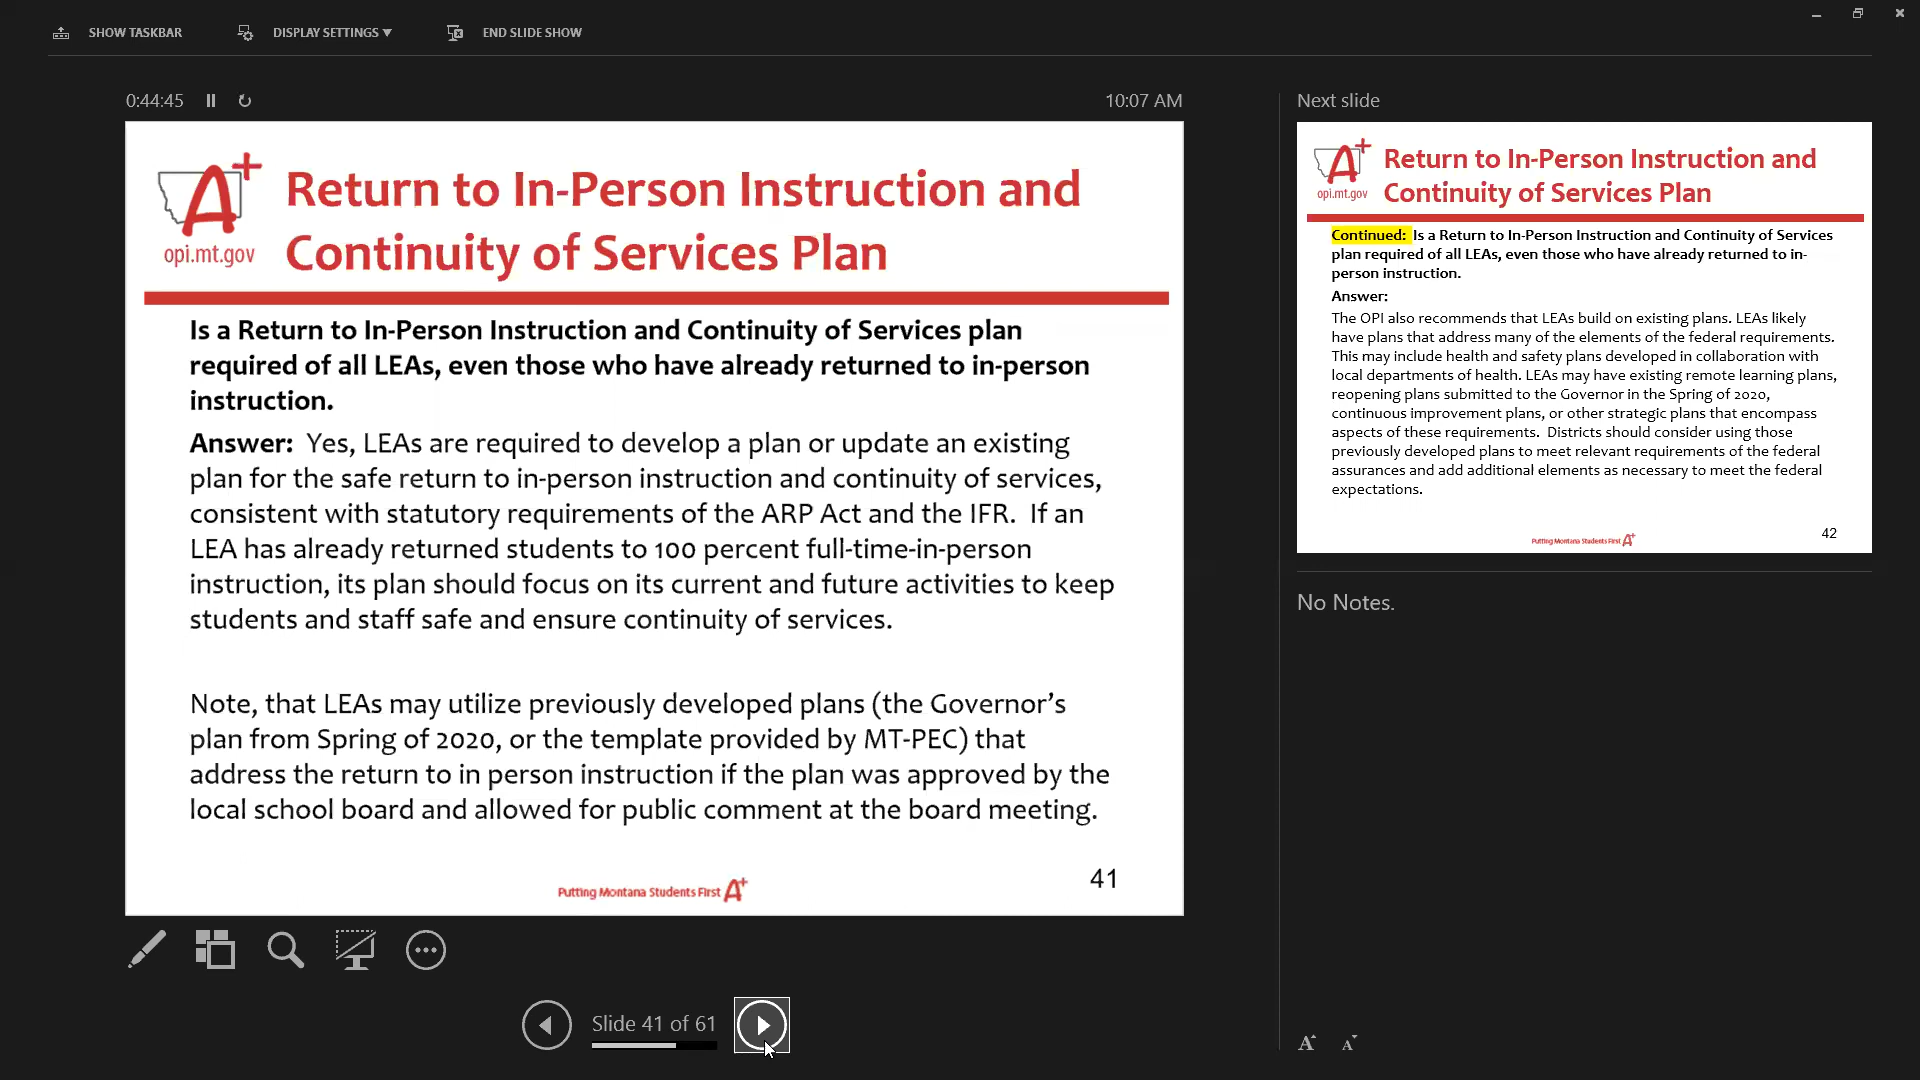 SHOW TASKBAR
DISPLAY SETTINGS ▼
END SLIDE SHOW
0:44:45
10:07 AM
A+
opi.mt.gov
Return to In-Person Instruction and
Continuity of Services Plan
Is a Return to In-Person Instruction and Continuity of Services plan
required of all LEAs, even those who have already returned to in-person
instruction.
Answer: Yes, LEAs are required to develop a plan or update an existing
plan for the safe return to in-person instruction and continuity of services,
consistent with statutory requirements of the ARP Act and the IFR. If an
LEA has already returned students to 100 percent full-time-in-person
instruction, its plan should focus on its current and future activities to keep
students and staff safe and ensure continuity of services.
Note, that LEAs may utilize previously developed plans (the Governor's
plan from Spring of 2020, or the template provided by MT-PEC) that
address the return to in person instruction if the plan was approved by the
local school board and allowed for public comment at the board meeting.
Putting Montana Students First A+
41
Slide 41 of 61
Next slide
A+
opi.mt.gov
Return to In-Person Instruction and
Continuity of Services Plan
Continued: Is a Return to In-Person Instruction and Continuity of Services
plan required of all LEAs, even those who have already returned to in-
person instruction.
Answer:
The OPI also recommends that LEAs build on existing plans. LEAs likely
have plans that address many of the elements of the federal requirements.
This may include health and safety plans developed in collaboration with
local departments of health. LEAs may have existing remote learning plans,
reopening plans submitted to the Governor in the Spring of 2020,
continuous improvement plans, or other strategic plans that encompass
aspects of these requirements. Districts should consider using those
previously developed plans to meet relevant requirements of the federal
assurances and add additional elements as necessary to meet the federal
expectations.
Putting Montana Students First A+
42
No Notes.
A A